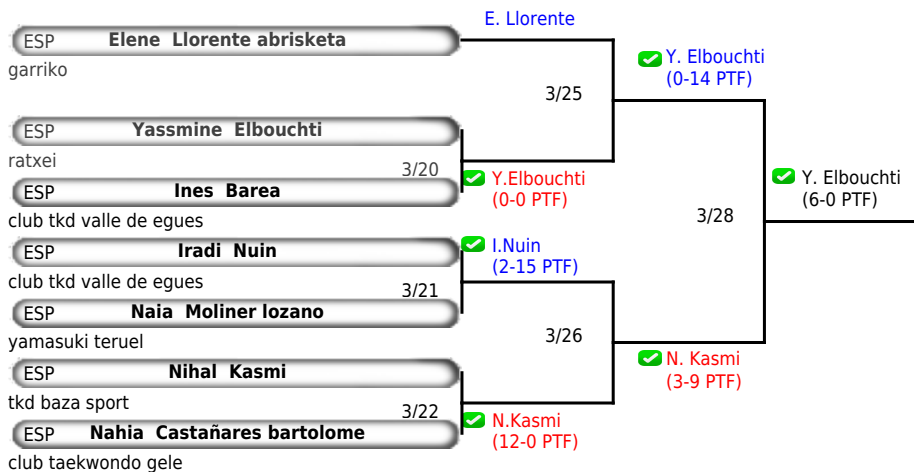 E. Llorente
ESP Elene Llorente abrisketa
garriko
Y. Elbouchti
(0-14 PTF)
3/25
ESP Yassmine Elbouchti
ratxei
3/20
Y.Elbouchti
(0-0 PTF)
ESP Ines Barea
club tkd valle de egues
Y. Elbouchti
(6-0 PTF)
3/28
ESP Iradi Nuin
club tkd valle de egues
I.Nuin
(2-15 PTF)
3/21
ESP Naia Moliner lozano
yamasuki teruel
3/26
N. Kasmi
(3-9 PTF)
ESP Nihal Kasmi
tkd baza sport
3/22
N.Kasmi
(12-0 PTF)
ESP Nahia Castañares bartolome
club taekwondo gele